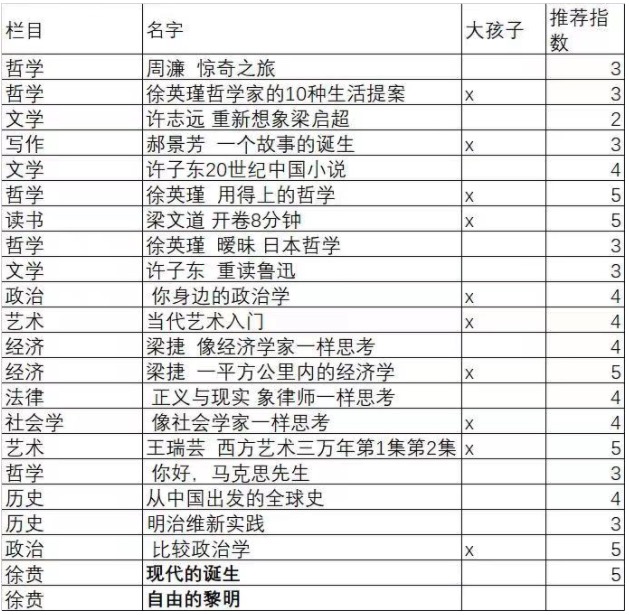 栏目 名字 大孩子 推荐指数
哲学 周濂 惊奇之旅 3
哲学 徐英瑾哲学家的10种生活提案 x 3
文学 许志远 重新想象梁启超 2
写作 郝景芳 一个故事的诞生 x 3
文学 许子东20世纪中国小说 4
哲学 徐英瑾 用得上的哲学 x 5
读书 梁文道 开卷8分钟 x 5
哲学 徐英瑾 暧昧 日本哲学 3
文学 许子东 重读鲁迅 3
政治 你身边的政治学 x 4
艺术 当代艺术入门 x 4
经济 梁捷 像经济学家一样思考 4
经济 梁捷 一平方公里内的经济学 x 5
法律 正义与现实 象律师一样思考 4
社会学 像社会学家一样思考 x 4
艺术 王瑞芸 西方艺术三万年第1集第2集 x 5
哲学 你好，马克思先生 3
历史 从中国出发的全球史 4
历史 明治维新实践 3
政治 比较政治学 x 5
徐贲 现代的诞生 5
徐贲 自由的黎明